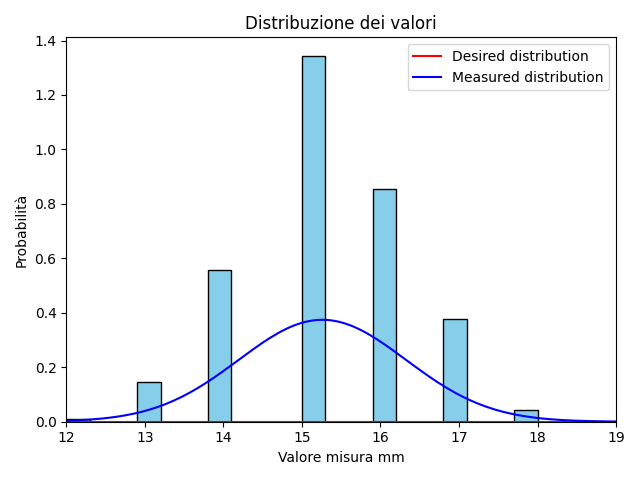 Distribuzione dei valori
Desired distribution
Measured distribution
Probabilità
1.4
1.2
1.0
0.8
0.6
0.4
0.2
0.0
12 13 14 15 16 17 18 19
Valore misura mm